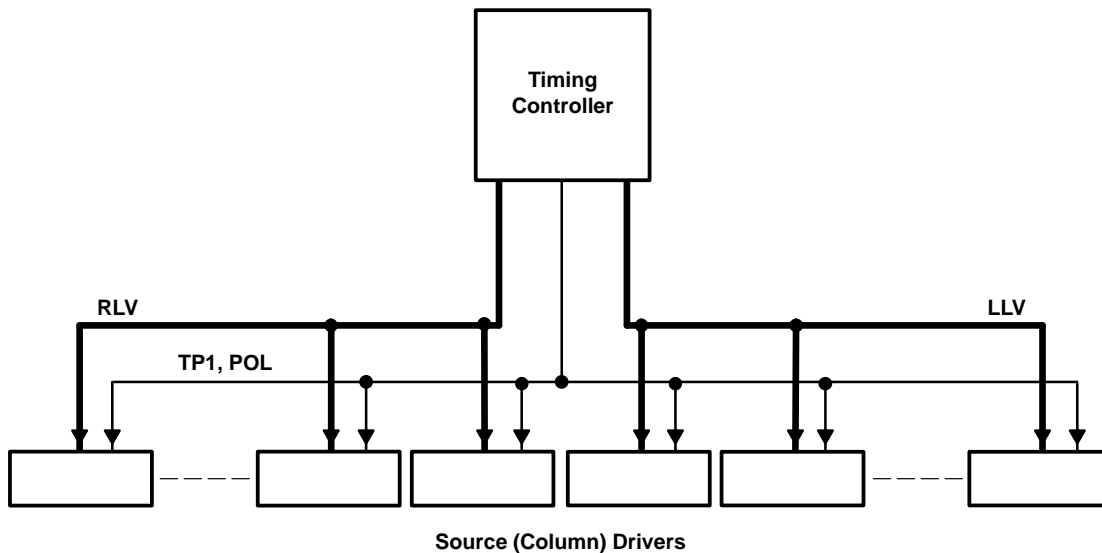 Timing
Controller
RLV
LLV
TP1, POL
Source (Column) Drivers